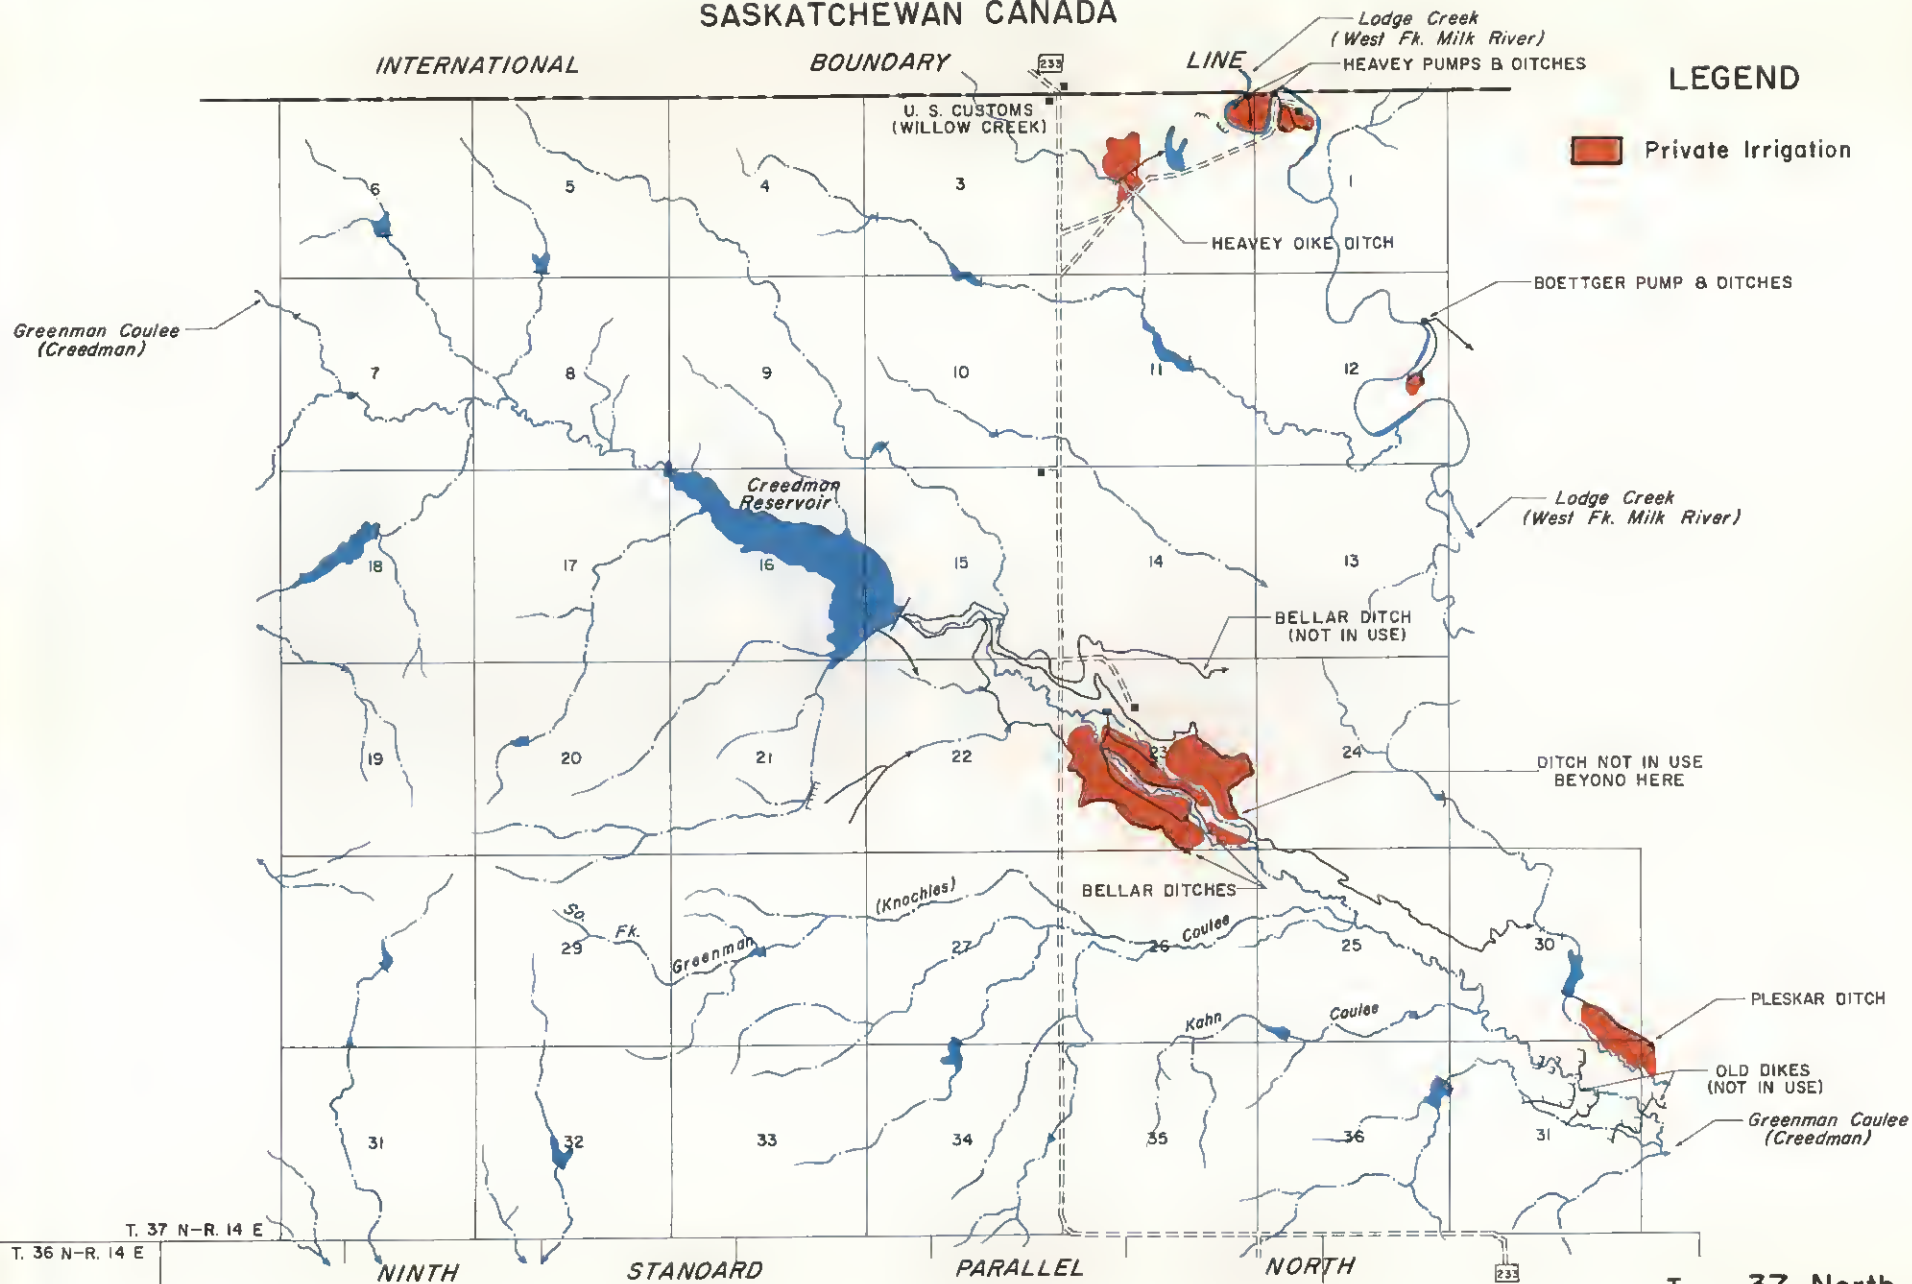 SASKATCHEWAN CANADA
INTERNATIONAL BOUNDARY LINE
233
Lodge Creek
(West Fk. Milk River)
HEAVEY PUMPS & DITCHES
LEGEND
Private Irrigation
U. S. CUSTOMS
(WILLOW CREEK)
6
5
4
3
1
HEAVEY DIKE DITCH
BOETTGER PUMP & DITCHES
Greenman Coulee
(Creedman)
7
8
9
10
11
12
Creedman
Reservoir
Lodge Creek
(West Fk. Milk River)
18
17
16
15
14
13
BELLAR DITCH
(NOT IN USE)
19
20
21
22
23
24
DITCH NOT IN USE
BEYOND HERE
BELLAR DITCHES
(Knochles)
So.
Fk.
Greenman
Coulee
29
27
26
25
30
PLESKAR DITCH
Kahn
Coulee
OLD DIKES
(NOT IN USE)
Greenman Coulee
(Creedman)
31
32
33
34
35
36
31
T. 37 N-R. 14 E
T. 36 N-R. 14 E
NINTH STANDARD PARALLEL NORTH
233
37 North